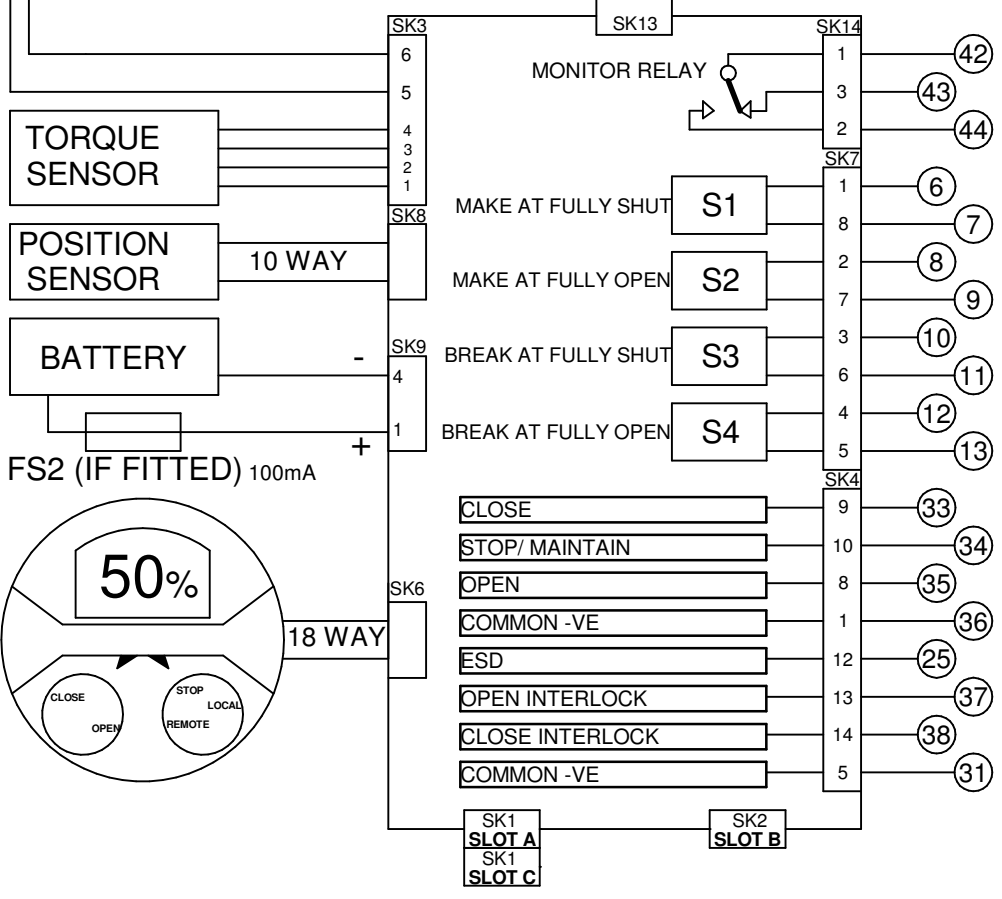 SK13
SK3
6
5
4
3
2
1
TORQUE
SENSOR
SK8
POSITION
SENSOR
10 WAY
BATTERY
-
SK9
4
1
+
FS2 (IF FITTED) 100mA
50%
CLOSE
OPEN
STOP
LOCAL
REMOTE
18 WAY
SK6
MONITOR RELAY
SK14
1
42
3
43
2
44
SK7
MAKE AT FULLY SHUT
S1
1
6
8
7
MAKE AT FULLY OPEN
S2
2
8
7
9
BREAK AT FULLY SHUT
S3
3
10
6
11
BREAK AT FULLY OPEN
S4
4
12
5
13
SK4
CLOSE
9
33
STOP/ MAINTAIN
10
34
OPEN
8
35
COMMON -VE
1
36
ESD
12
25
OPEN INTERLOCK
13
37
CLOSE INTERLOCK
14
38
COMMON -VE
5
31
SK1
SLOT A
SK1
SLOT C
SK2
SLOT B